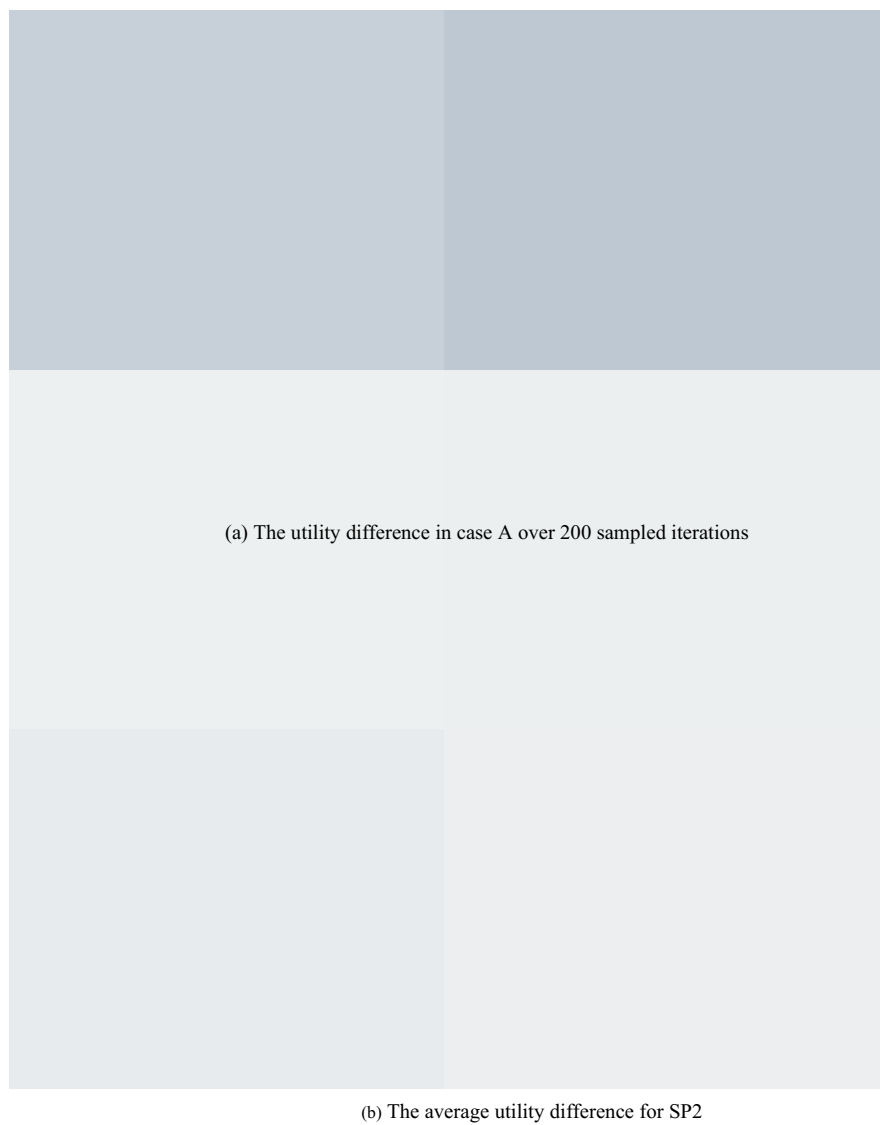 (a) The utility difference in case A over 200 sampled iterations
(b) The average utility difference for SP2